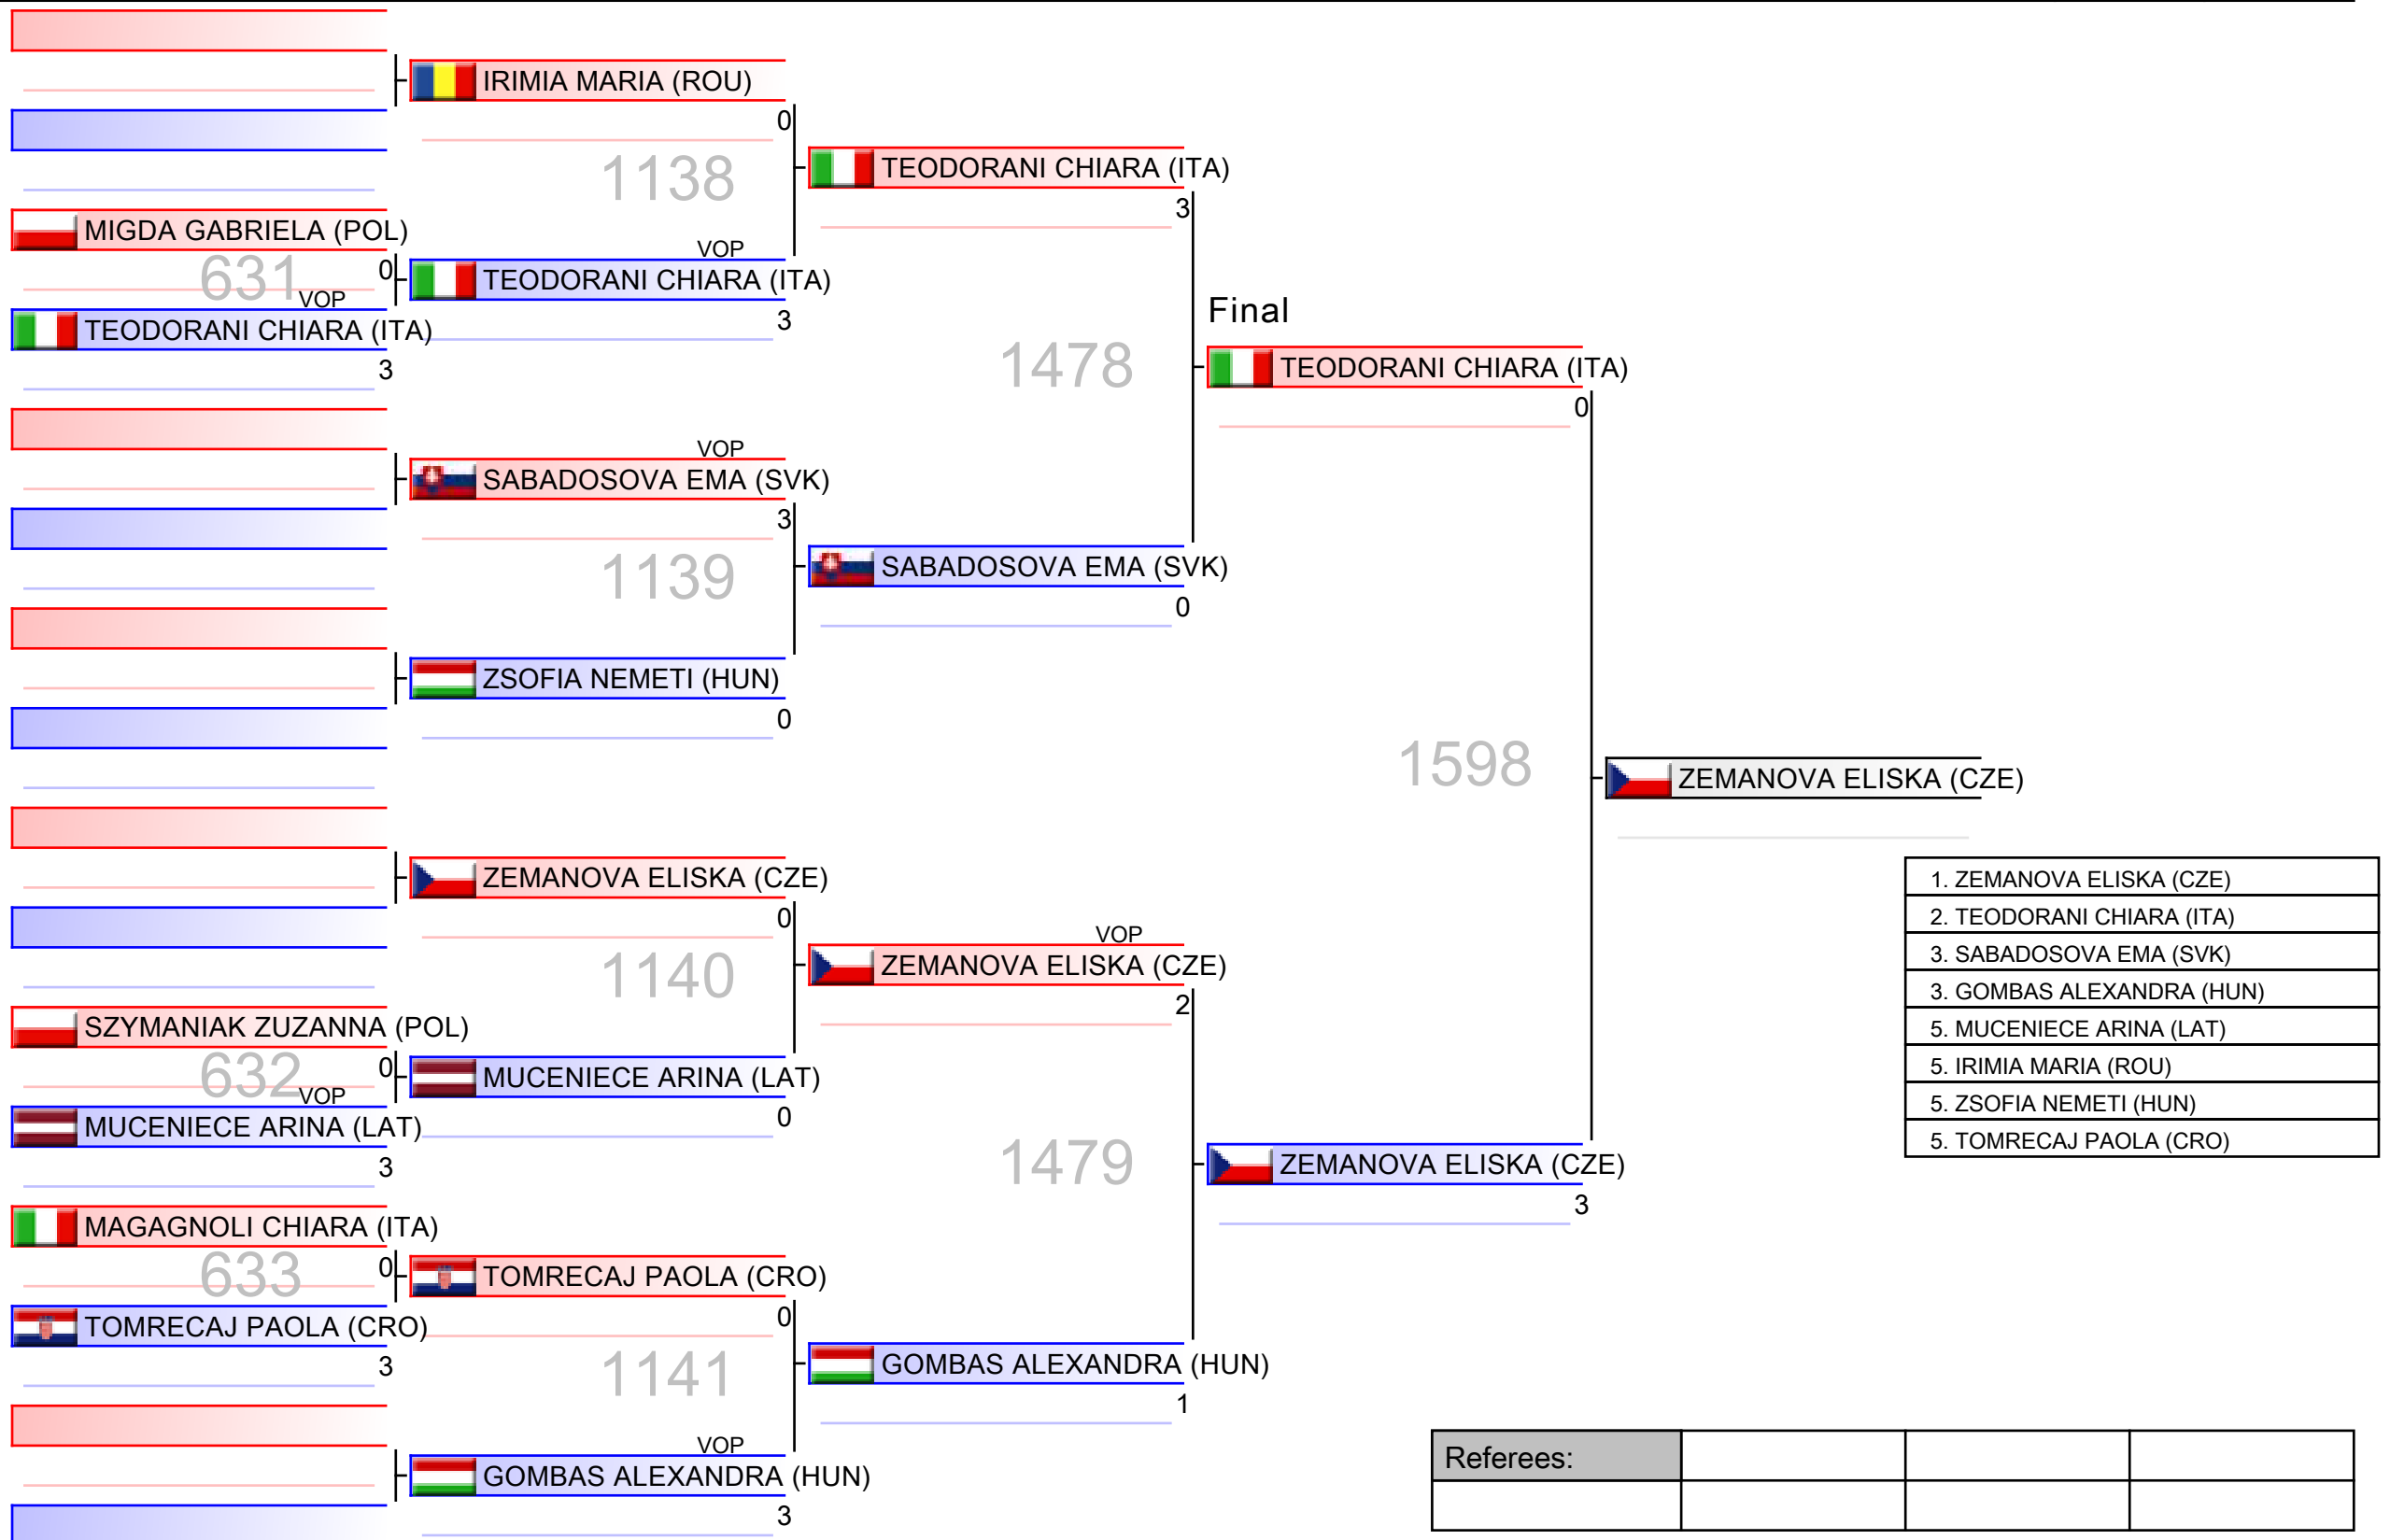 IRIMIA MARIA (ROU)
0
1138
TEODORANI CHIARA (ITA)
3
MIGDA GABRIELA (POL)
0
631
VOP
TEODORANI CHIARA (ITA)
3
VOP
TEODORANI CHIARA (ITA)
3
Final
1478
TEODORANI CHIARA (ITA)
0
VOP
SABADOSOVA EMA (SVK)
3
1139
SABADOSOVA EMA (SVK)
0
ZSOFIA NEMETI (HUN)
0
1598
ZEMANOVA ELISKA (CZE)
ZEMANOVA ELISKA (CZE)
0
1140
VOP
ZEMANOVA ELISKA (CZE)
2
SZYMANIAK ZUZANNA (POL)
0
632
VOP
MUCENIECE ARINA (LAT)
3
MUCENIECE ARINA (LAT)
0
1479
ZEMANOVA ELISKA (CZE)
3
MAGAGNOLI CHIARA (ITA)
0
633
TOMRECAJ PAOLA (CRO)
3
TOMRECAJ PAOLA (CRO)
0
1141
GOMBAS ALEXANDRA (HUN)
1
VOP
GOMBAS ALEXANDRA (HUN)
3
1. ZEMANOVA ELISKA (CZE)
2. TEODORANI CHIARA (ITA)
3. SABADOSOVA EMA (SVK)
3. GOMBAS ALEXANDRA (HUN)
5. MUCENIECE ARINA (LAT)
5. IRIMIA MARIA (ROU)
5. ZSOFIA NEMETI (HUN)
5. TOMRECAJ PAOLA (CRO)
Referees: